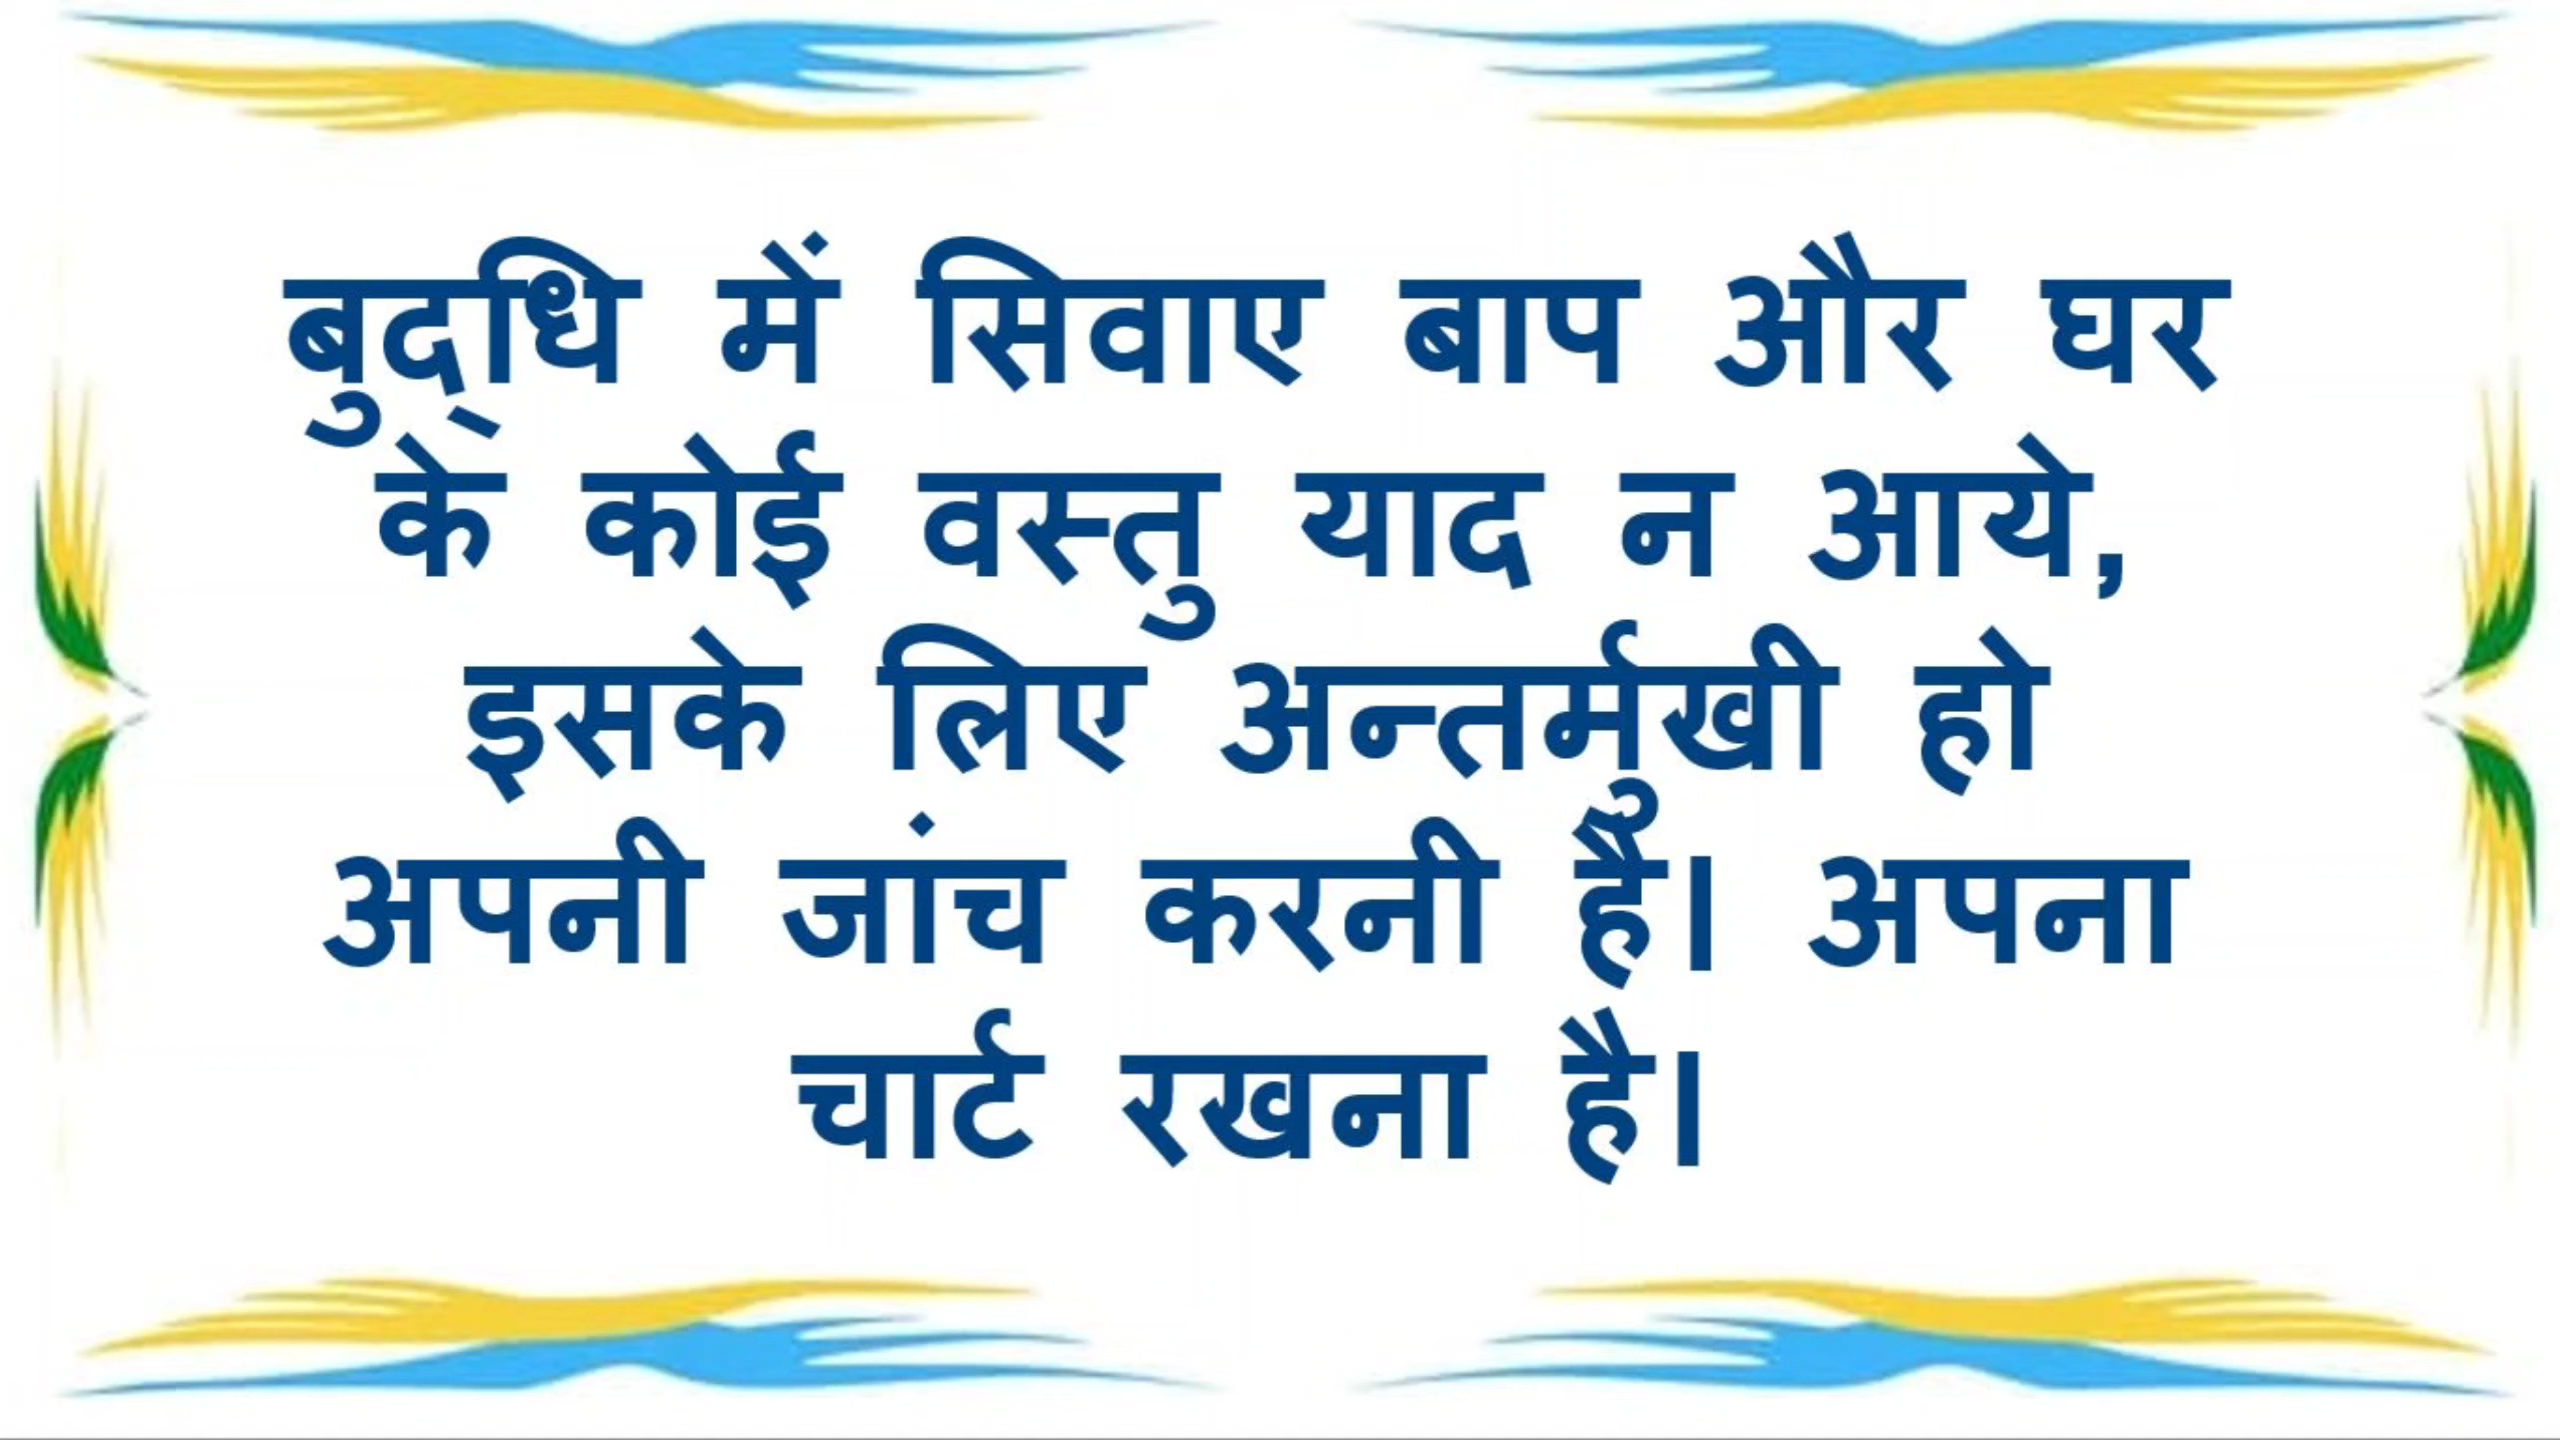 बुद्धि में सिवाए बाप और घर
के कोई वस्तु याद न आये,
इसके लिए अन्तर्मुखी हो
अपनी जांच करनी है। अपना
चार्ट रखना है।